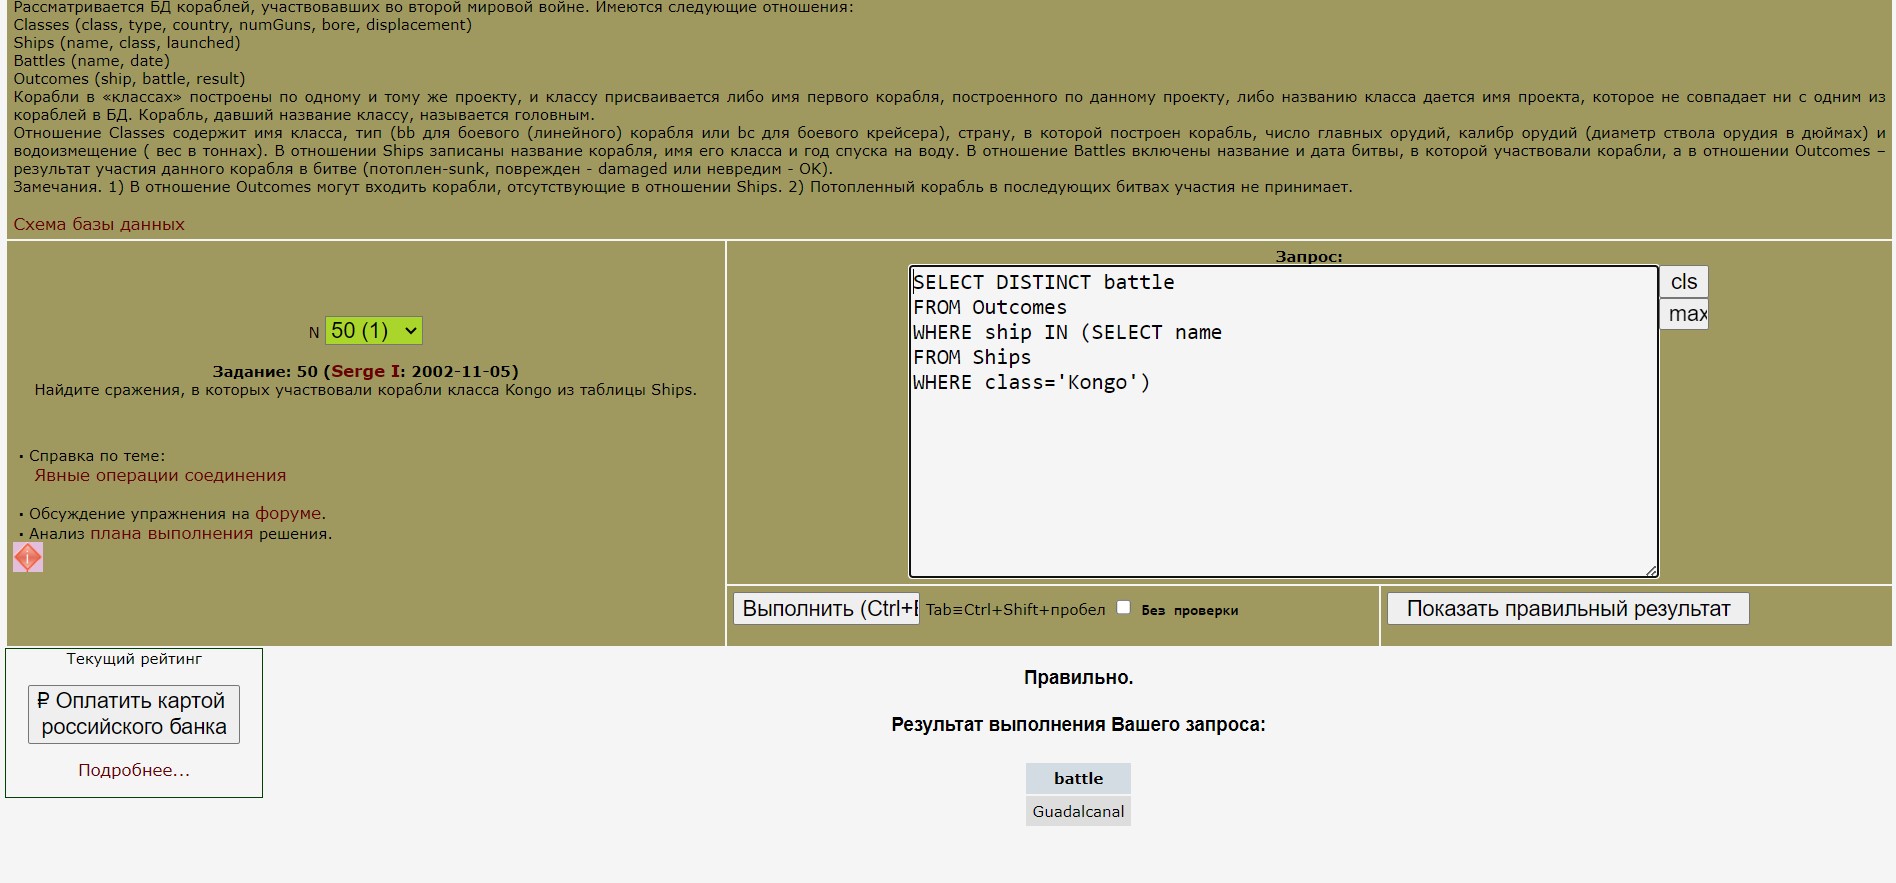 Рассматривается БД кораблей, участвовавших во второй мировой войне. Имеются следующие отношения:
Classes (class, type, country, numGuns, bore, displacement)
Ships (name, class, launched)
Battles (name, date)
Outcomes (ship, battle, result)
Корабли в «классах» построены по одному и тому же проекту, и классу присваивается либо имя первого корабля, построенного по данному проекту, либо названию класса дается имя проекта, которое не совпадает ни с одним из
кораблей в БД. Корабль, давший название классу, называется головным.
Отношение Classes содержит имя класса, тип (bb для боевого (линейного) корабля или bc для боевого крейсера), страну, в которой построен корабль, число главных орудий, калибр орудий (диаметр ствола орудия в дюймах) и
водоизмещение ( вес в тоннах). В отношении Ships записаны название корабля, имя его класса и год спуска на воду. В отношение Battles включены название и дата битвы, в которой участвовали корабли, а в отношении Outcomes –
результат участия данного корабля в битве (потоплен-sunk, поврежден - damaged или невредим - OK).
Замечания. 1) В отношение Outcomes могут входить корабли, отсутствующие в отношении Ships. 2) Потопленный корабль в последующих битвах участия не принимает.
Схема базы данных
N 50 (1)
Задание: 50 (Serge I: 2002-11-05)
Найдите сражения, в которых участвовали корабли класса Kongo из таблицы Ships.
· Справка по теме:
Явные операции соединения
· Обсуждение упражнения на форуме.
· Анализ плана выполнения решения.
Запрос:
SELECT DISTINCT battle
FROM Outcomes
WHERE ship IN (SELECT name
FROM Ships
WHERE class='Kongo')
cls
max
Выполнить (Ctrl+E Tab≡Ctrl+Shift+пробел Без проверки
Показать правильный результат
Текущий рейтинг
₽ Оплатить картой
российского банка
Подробнее...
Правильно.
Результат выполнения Вашего запроса:
battle
Guadalcanal